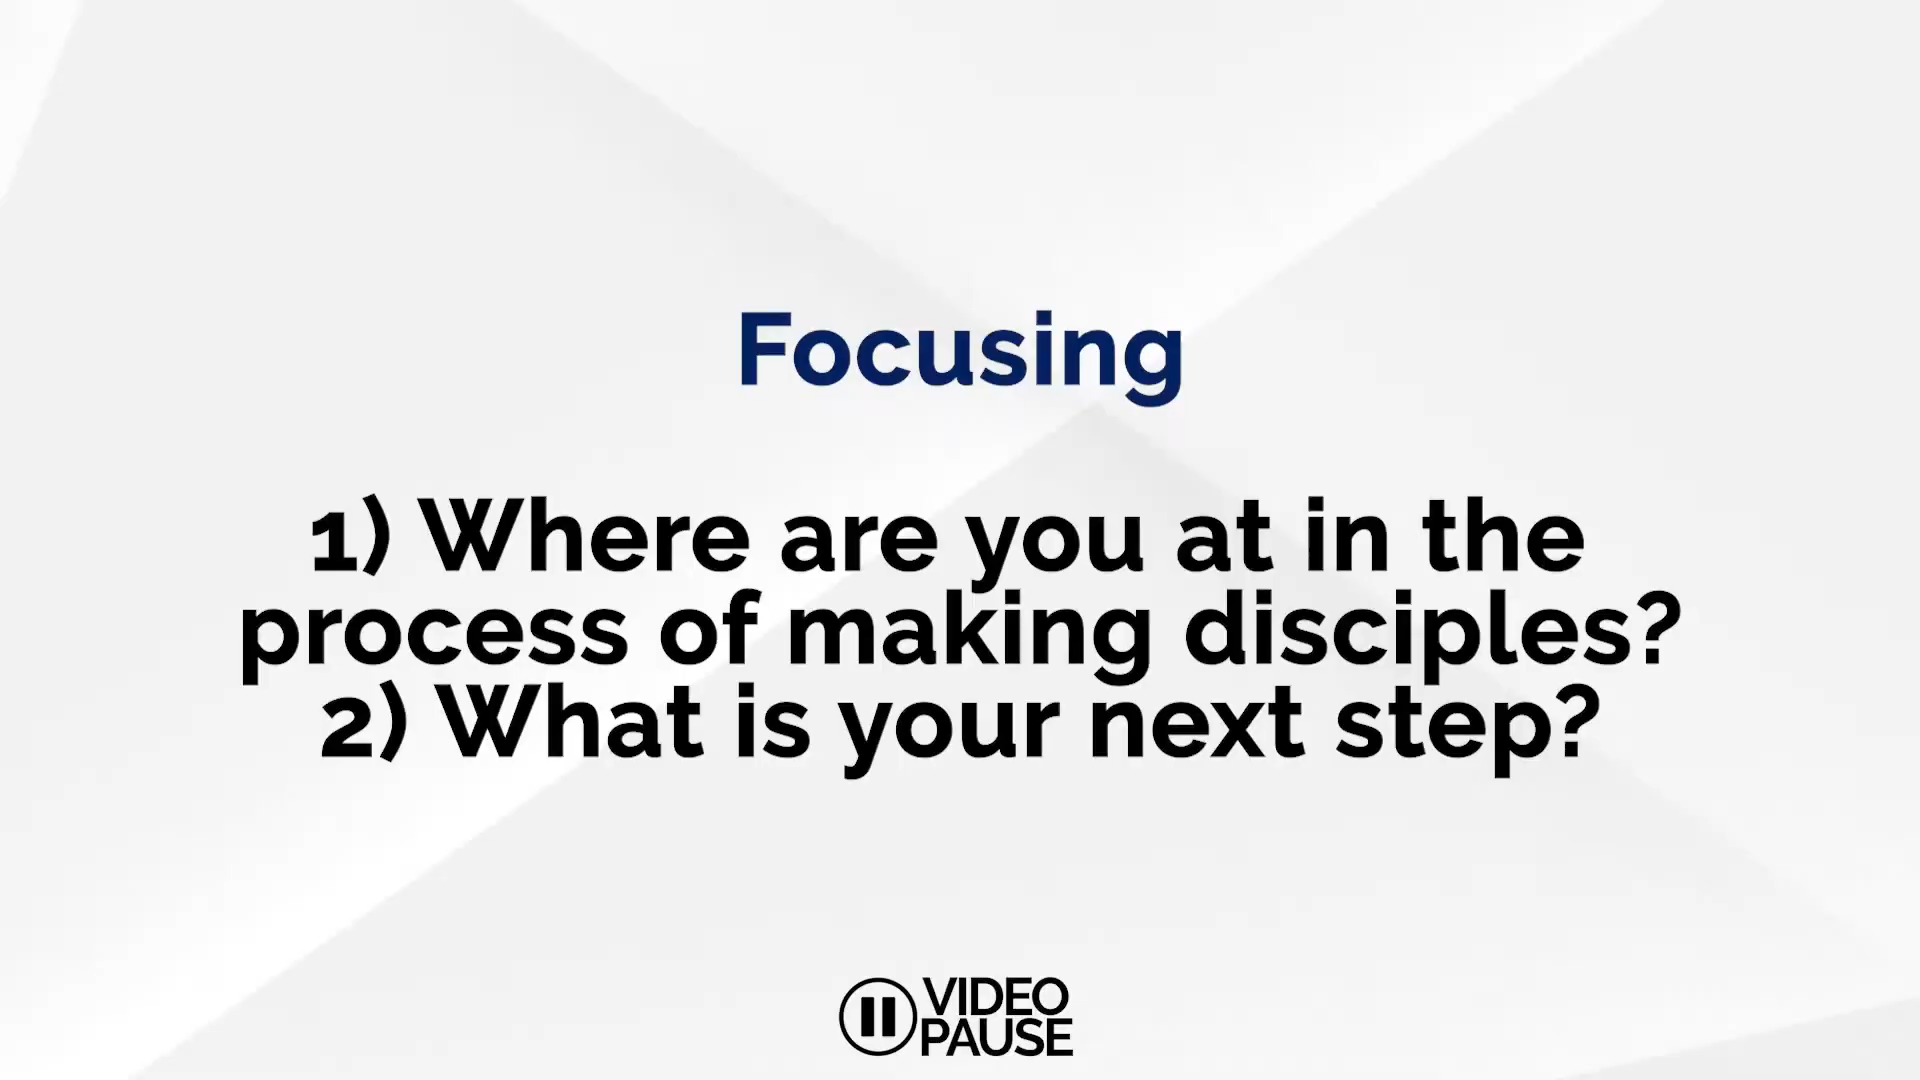 Focusing
1) Where are you at in the
process of making disciples?
2) What is your next step?
VIDEO
PAUSE